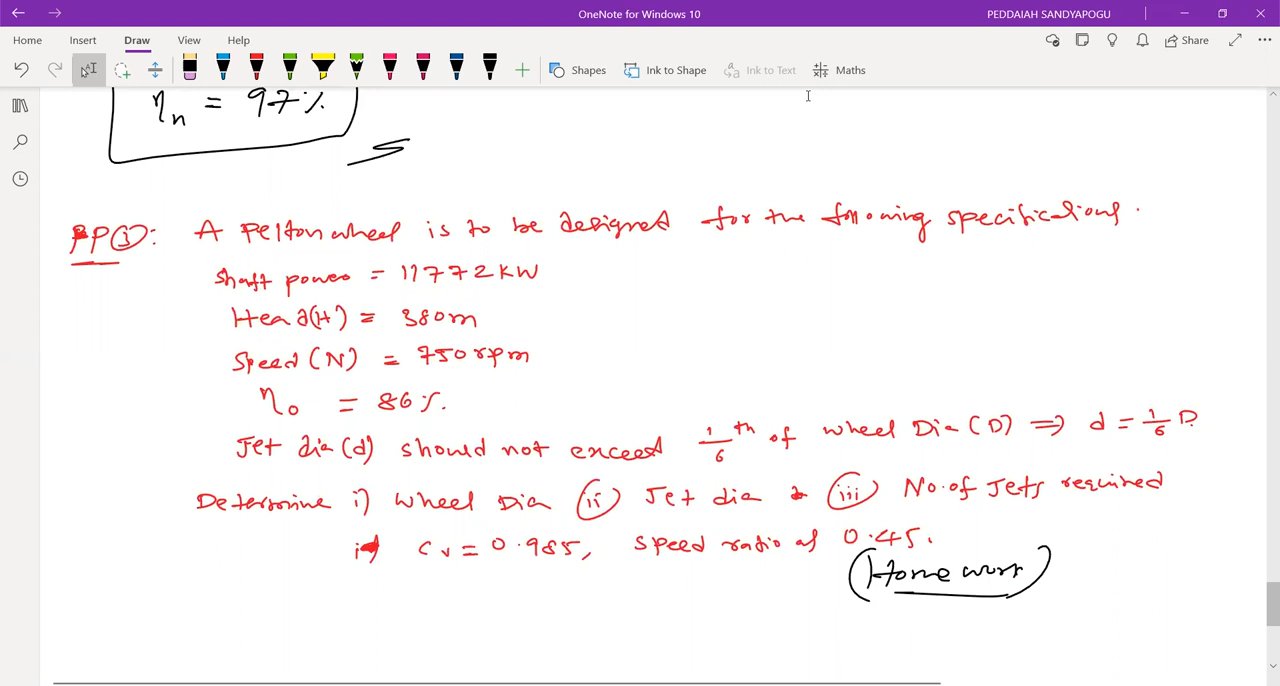 OneNote for Windows 10
PEDDAIAH SANDYAPOGU
Home Insert Draw View Help
Share
Shapes Ink to Shape Ink to Text Maths
ηn = 97%
PP③: A pelton wheel is to be designed for the following specifications.
Shaft power = 11772 KW
Head(H) = 380m
Speed(N) = 750 rpm
η0 = 86%.
Jet dia(d) should not exceed 1/6 th of wheel Dia(D) ⇒ d = 1/6 D.
Determine i) wheel Dia (ii) Jet dia & (iii) No. of Jets required
if Cv = 0.985, speed ratio of 0.45.
(Home work)